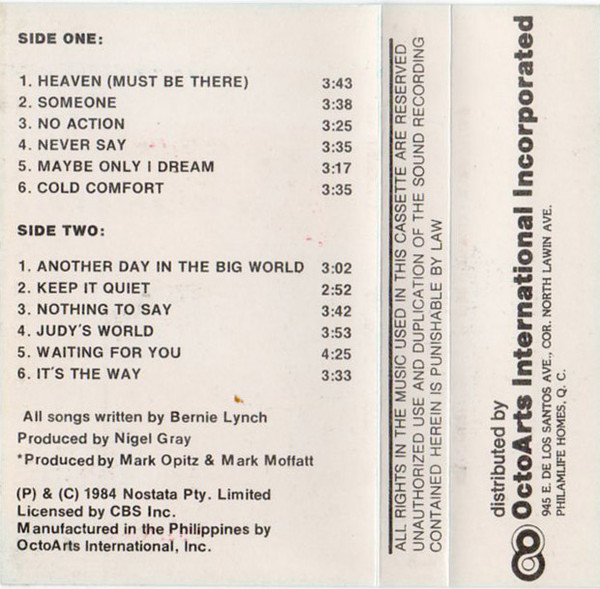 SIDE ONE:
1. HEAVEN (MUST BE THERE) 3:43
2. SOMEONE 3:38
3. NO ACTION 3:25
4. NEVER SAY 3:35
5. MAYBE ONLY I DREAM 3:17
6. COLD COMFORT 3:35
SIDE TWO:
1. ANOTHER DAY IN THE BIG WORLD 3:02
2. KEEP IT QUIET 2:52
3. NOTHING TO SAY 3:42
4. JUDY'S WORLD 3:53
5. WAITING FOR YOU 4:25
6. IT'S THE WAY 3:33
All songs written by Bernie Lynch
Produced by Nigel Gray
*Produced by Mark Opitz & Mark Moffatt
(P) & (C) 1984 Nostata Pty. Limited
Licensed by CBS Inc.
Manufactured in the Philippines by
OctoArts International, Inc.
ALL RIGHTS IN THE MUSIC USED IN THIS CASSETTE ARE RESERVED
UNAUTHORIZED USE AND DUPLICATION OF THE SOUND RECORDING
CONTAINED HEREIN IS PUNISHABLE BY LAW
distributed by
OctoArts International Incorporated
945 E. DE LOS SANTOS AVE., COR. NORTH LAWIN AVE.
PHILAMLIFE HOMES, Q. C.